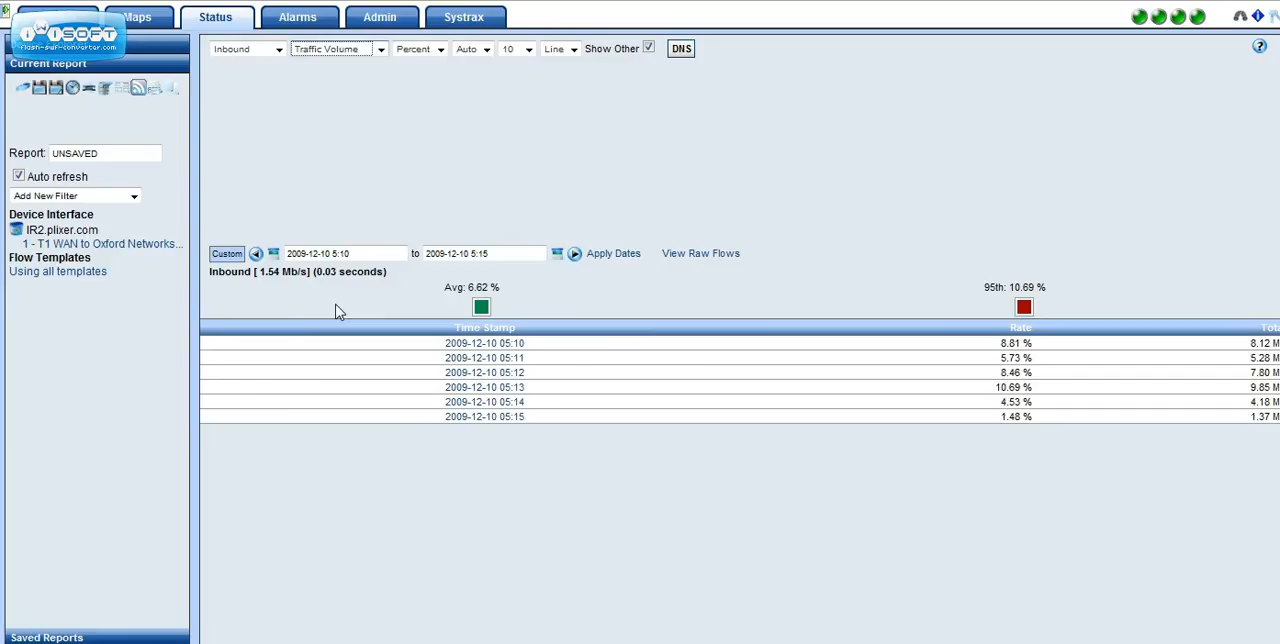 Maps Status Alarms Admin Systrax
iWiSOFT
flash-swf-converter.com
Current Report
Inbound Traffic Volume Percent Auto 10 Line Show Other DNS
Report: UNSAVED
Auto refresh
Add New Filter
Device Interface
IR2.plixer.com
1 - T1 WAN to Oxford Networks...
Flow Templates
Using all templates
Custom 2009-12-10 5:10 to 2009-12-10 5:15 Apply Dates View Raw Flows
Inbound [ 1.54 Mb/s] (0.03 seconds)
Avg: 6.62 % 95th: 10.69 %
Time Stamp Rate Tota
2009-12-10 05:10 8.81 % 8.12 M
2009-12-10 05:11 5.73 % 5.28 M
2009-12-10 05:12 8.46 % 7.80 M
2009-12-10 05:13 10.69 % 9.85 M
2009-12-10 05:14 4.53 % 4.18 M
2009-12-10 05:15 1.48 % 1.37 M
Saved Reports